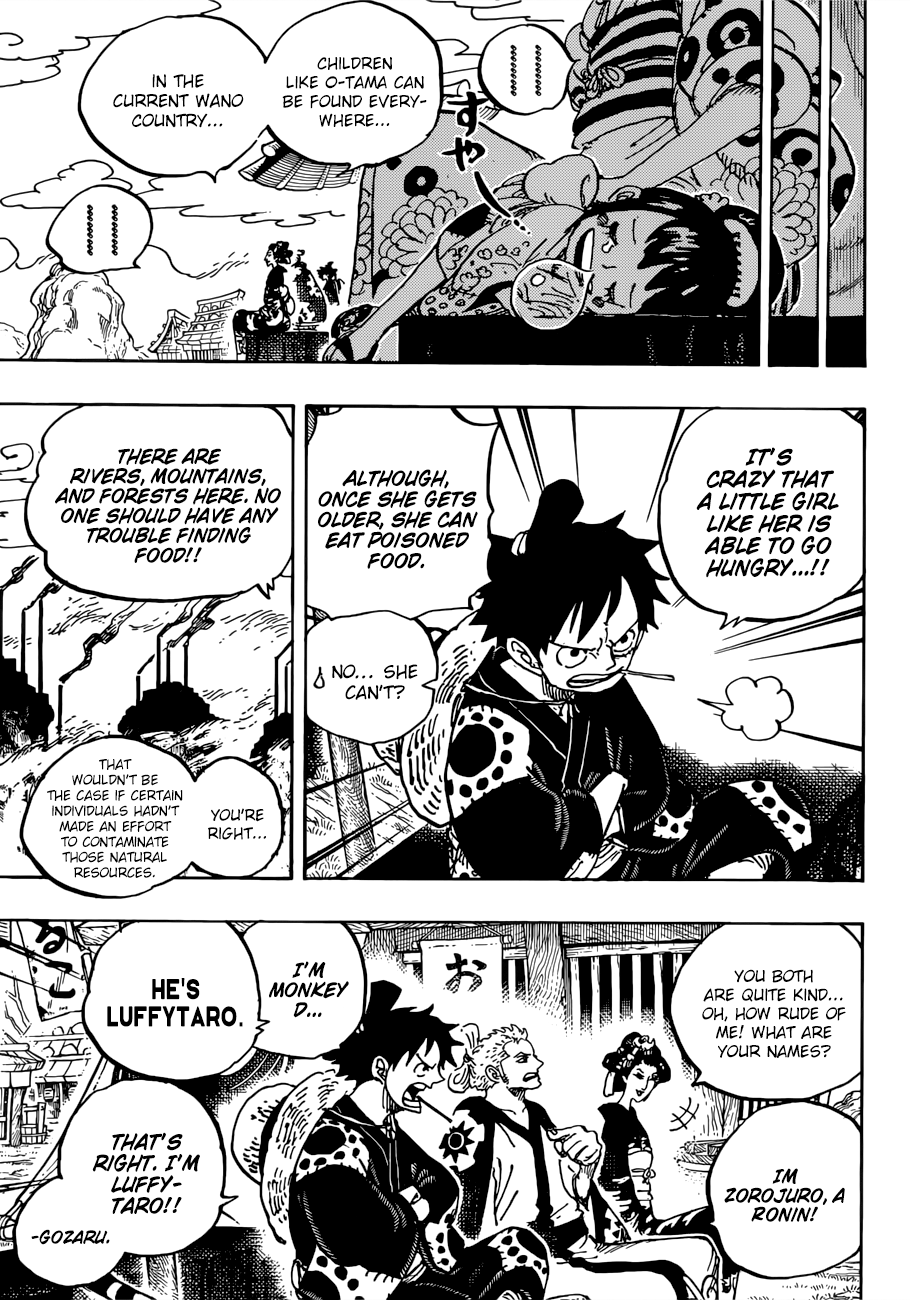 ‥‥‥‥
すや
CHILDREN
LIKE O-TAMA CAN
BE FOUND EVERY-
WHERE...
IN THE
CURRENT WANO
COUNTRY...
‥‥‥‥
IT'S
CRAZY THAT
A LITTLE GIRL
LIKE HER IS
ABLE TO GO
HUNGRY...!!
ALTHOUGH,
ONCE SHE GETS
OLDER, SHE CAN
EAT POISONED
FOOD.
NO... SHE
CAN'T?
THERE ARE
RIVERS, MOUNTAINS,
AND FORESTS HERE. NO
ONE SHOULD HAVE ANY
TROUBLE FINDING
FOOD!!
YOU'RE
RIGHT...
THAT
WOULDN'T BE
THE CASE IF CERTAIN
INDIVIDUALS HADN'T
MADE AN EFFORT
TO CONTAMINATE
THOSE NATURAL
RESOURCES.
YOU BOTH
ARE QUITE KIND...
OH, HOW RUDE OF
ME! WHAT ARE
YOUR NAMES?
IM
ZOROJURO, A
RONIN!
お
I'M
MONKEY
D...
HE'S
LUFFYTARO.
THAT'S
RIGHT. I'M
LUFFY-
TARO!!
-GOZARU.
るこ